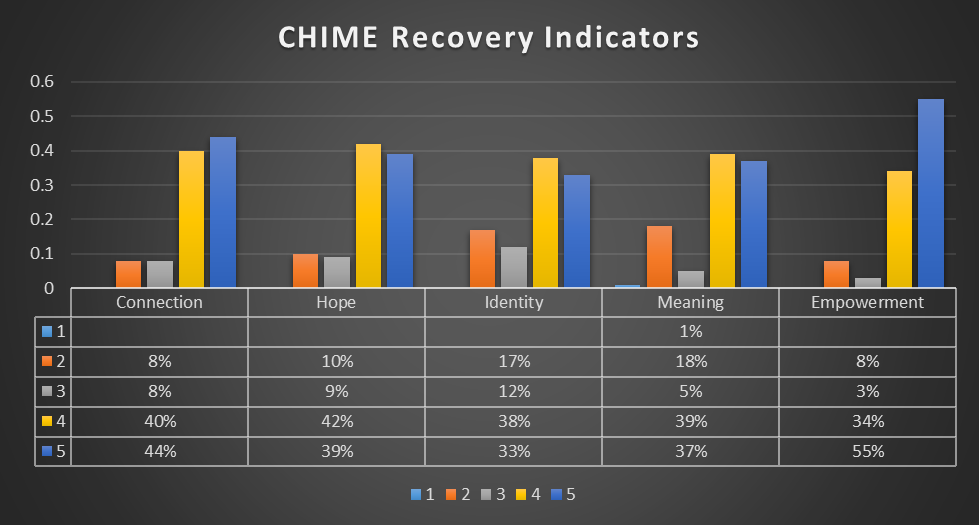 CHIME Recovery Indicators
0.6
0.5
0.4
0.3
0.2
0.1
0
Connection Hope Identity Meaning Empowerment
1 1%
2 8% 10% 17% 18% 8%
3 8% 9% 12% 5% 3%
4 40% 42% 38% 39% 34%
5 44% 39% 33% 37% 55%
1 2 3 4 5